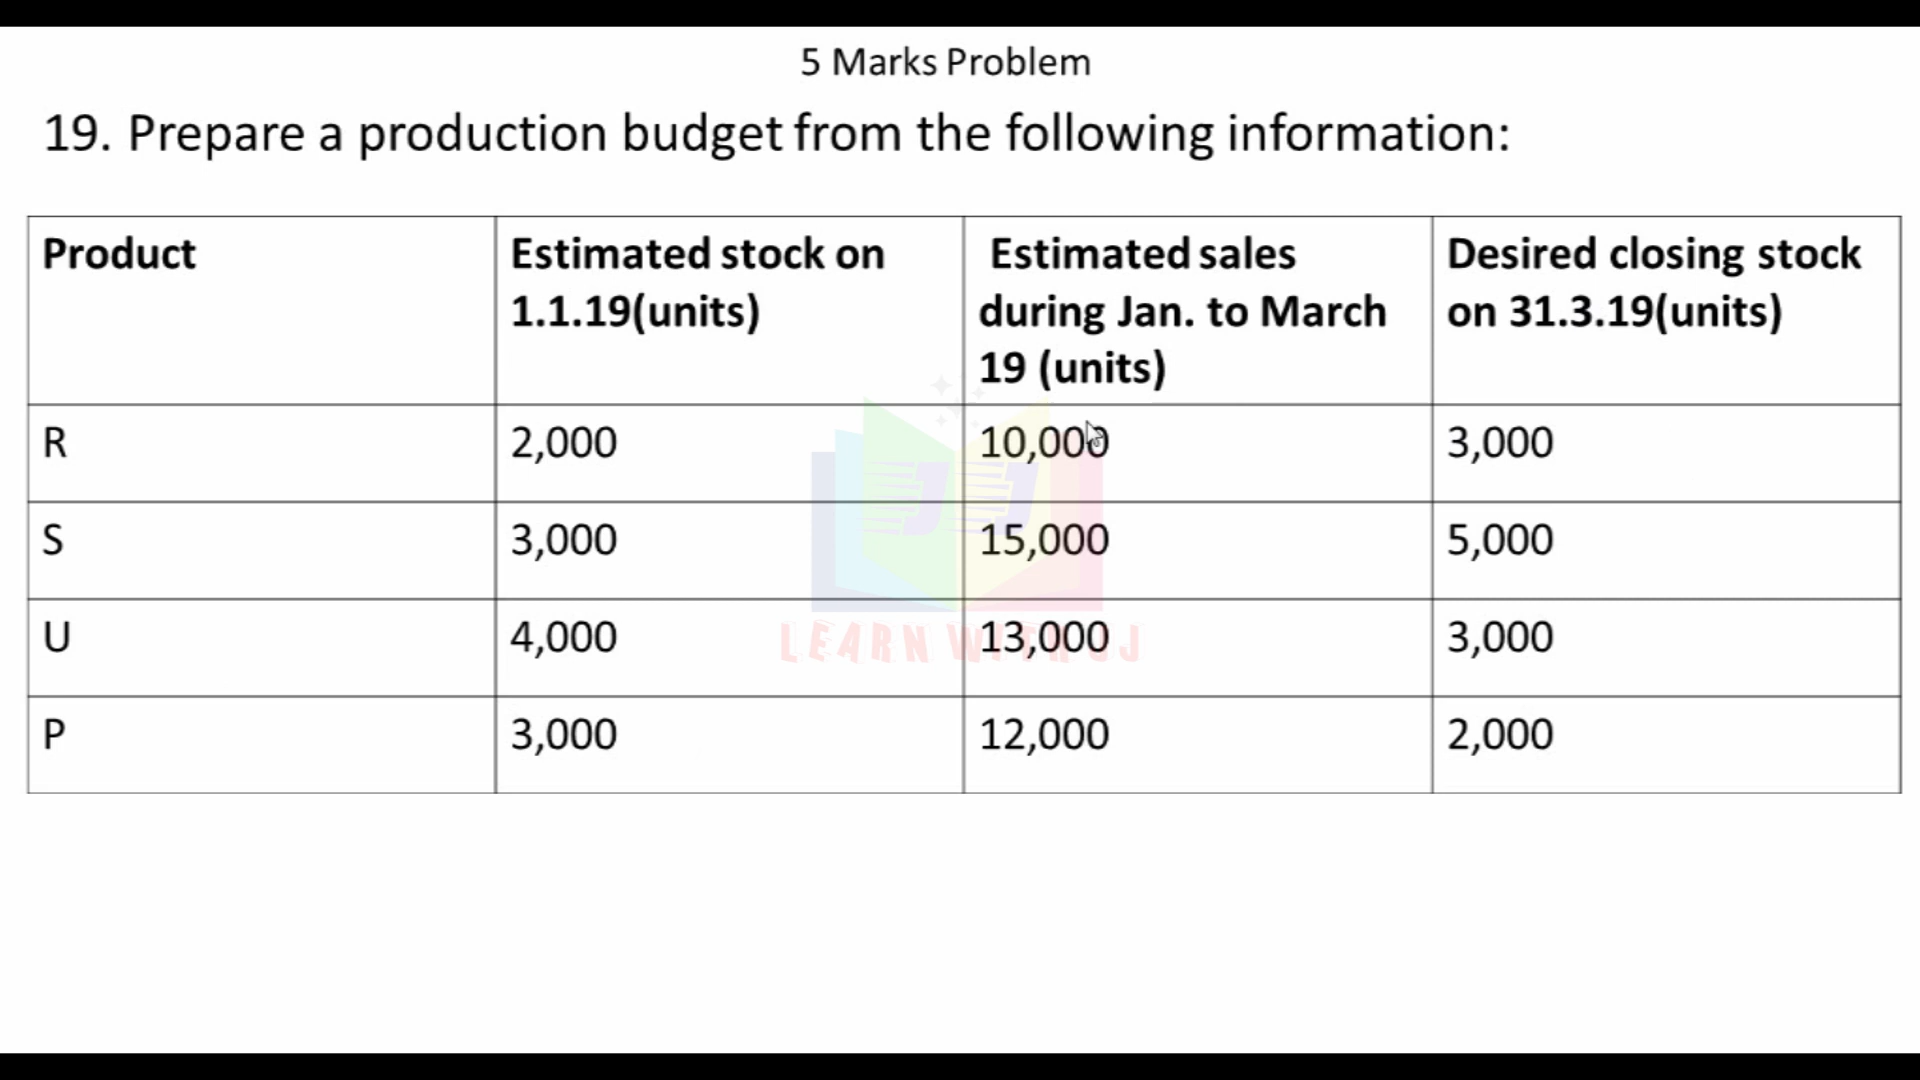 5 Marks Problem
19. Prepare a production budget from the following information:
Product
Estimated stock on
1.1.19(units)
Estimated sales
during Jan. to March
19 (units)
Desired closing stock
on 31.3.19(units)
R
2,000
10,000
3,000
S
3,000
15,000
5,000
U
4,000
13,000
3,000
P
3,000
12,000
2,000
LEARN WITH JJ